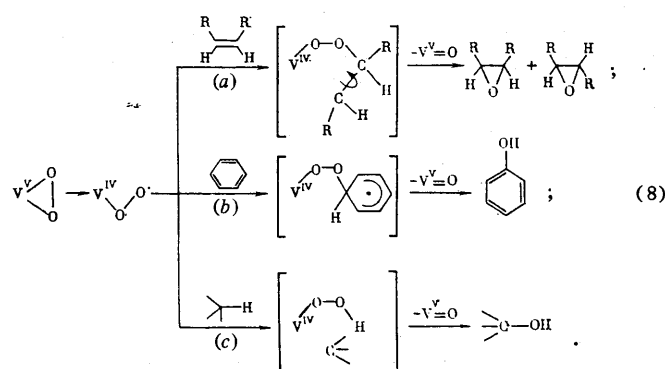 R R·
H H
(a)
V^IV. O O C R H
C H
R
-V^V=O
R R H H O + R H H R O ;
V^V O O → V^IV O· O·
(b)
V^IV O O H ·
-V^V=O
OH ;
(8)
H
(c)
V^IV O O H
C
-V^V=O
C—OH .